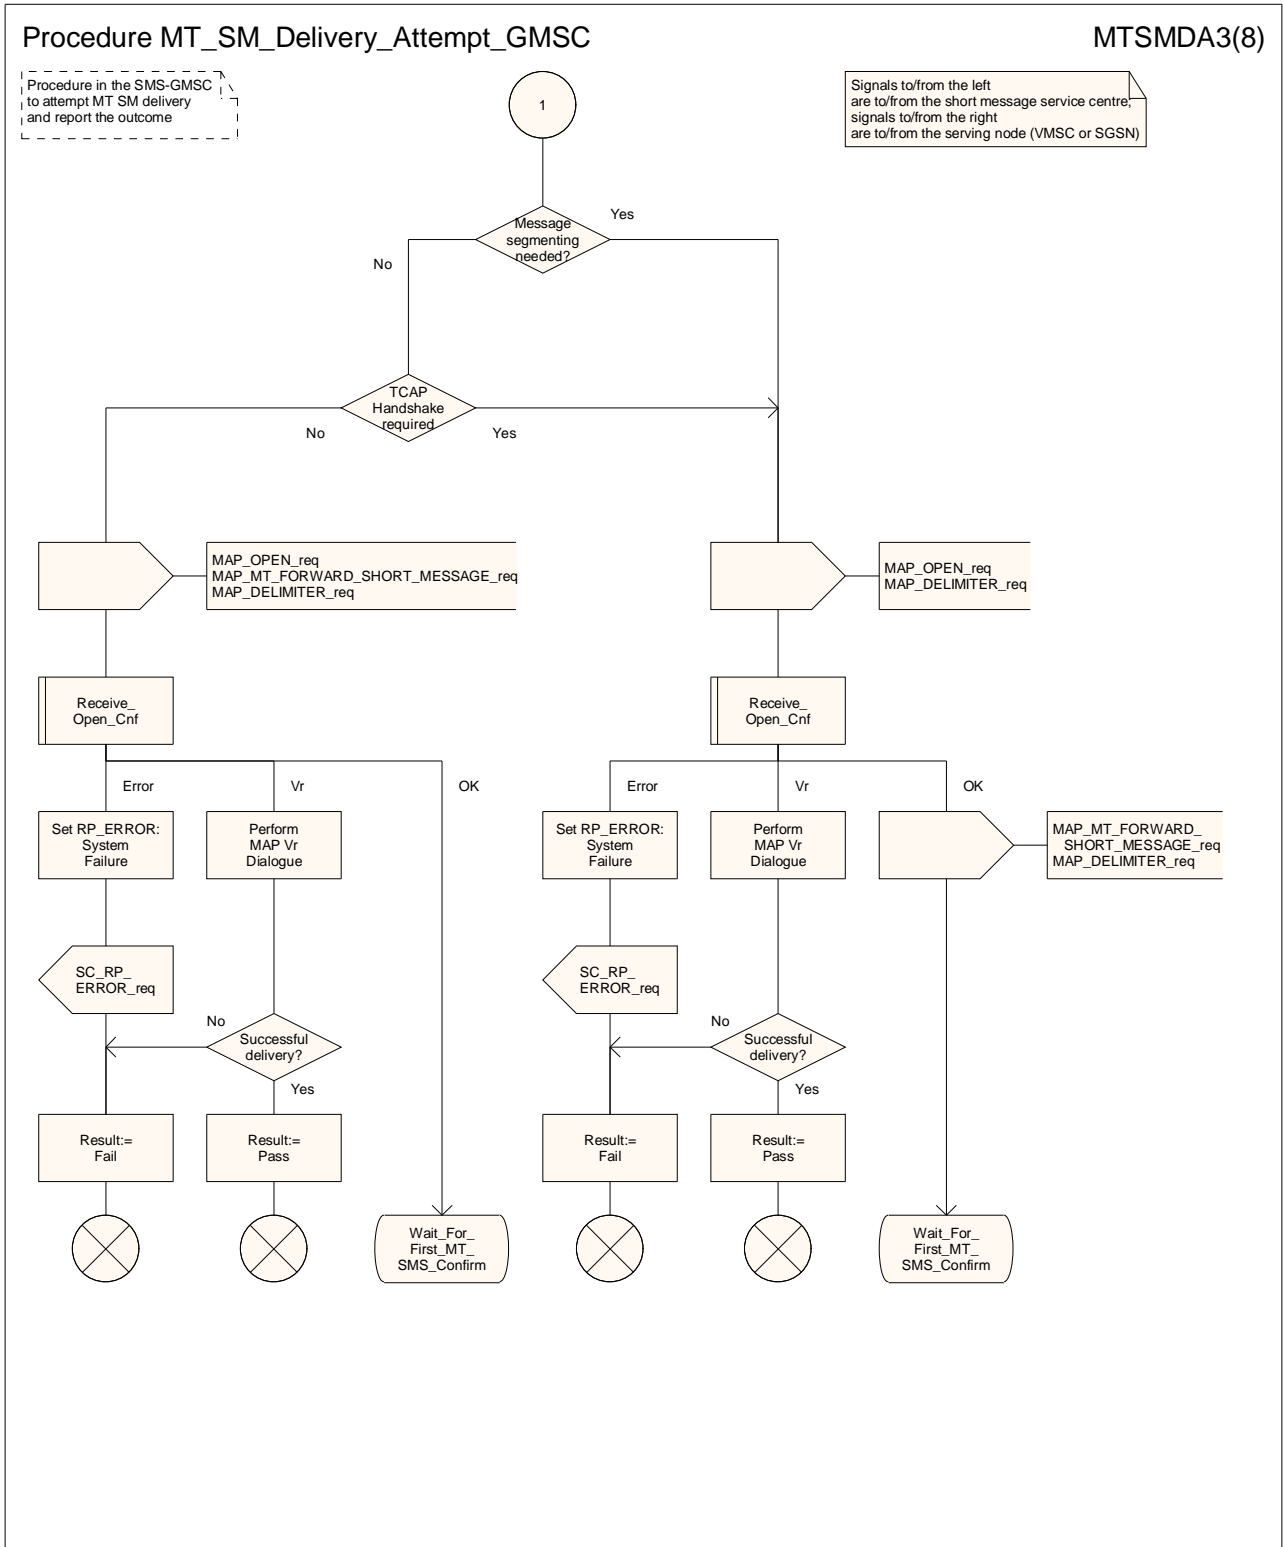 Procedure MT_SM_Delivery_Attempt_GMSC
MTSMDA3(8)
Procedure in the SMS-GMSC
to attempt MT SM delivery
and report the outcome
1
Signals to/from the left
are to/from the short message service centre;
signals to/from the right
are to/from the serving node (VMSC or SGSN)
Message
segmenting
needed?
Yes
No
TCAP
Handshake
required
No
Yes
MAP_OPEN_req
MAP_MT_FORWARD_SHORT_MESSAGE_req
MAP_DELIMITER_req
MAP_OPEN_req
MAP_DELIMITER_req
Receive_
Open_Cnf
Receive_
Open_Cnf
Error
Vr
OK
Error
Vr
OK
Set RP_ERROR:
System
Failure
Perform
MAP Vr
Dialogue
Set RP_ERROR:
System
Failure
Perform
MAP Vr
Dialogue
MAP_MT_FORWARD_
SHORT_MESSAGE_req
MAP_DELIMITER_req
SC_RP_
ERROR_req
SC_RP_
ERROR_req
No
Successful
delivery?
Yes
No
Successful
delivery?
Yes
Result:=
Fail
Result:=
Pass
Result:=
Fail
Result:=
Pass
Wait_For_
First_MT_
SMS_Confirm
Wait_For_
First_MT_
SMS_Confirm